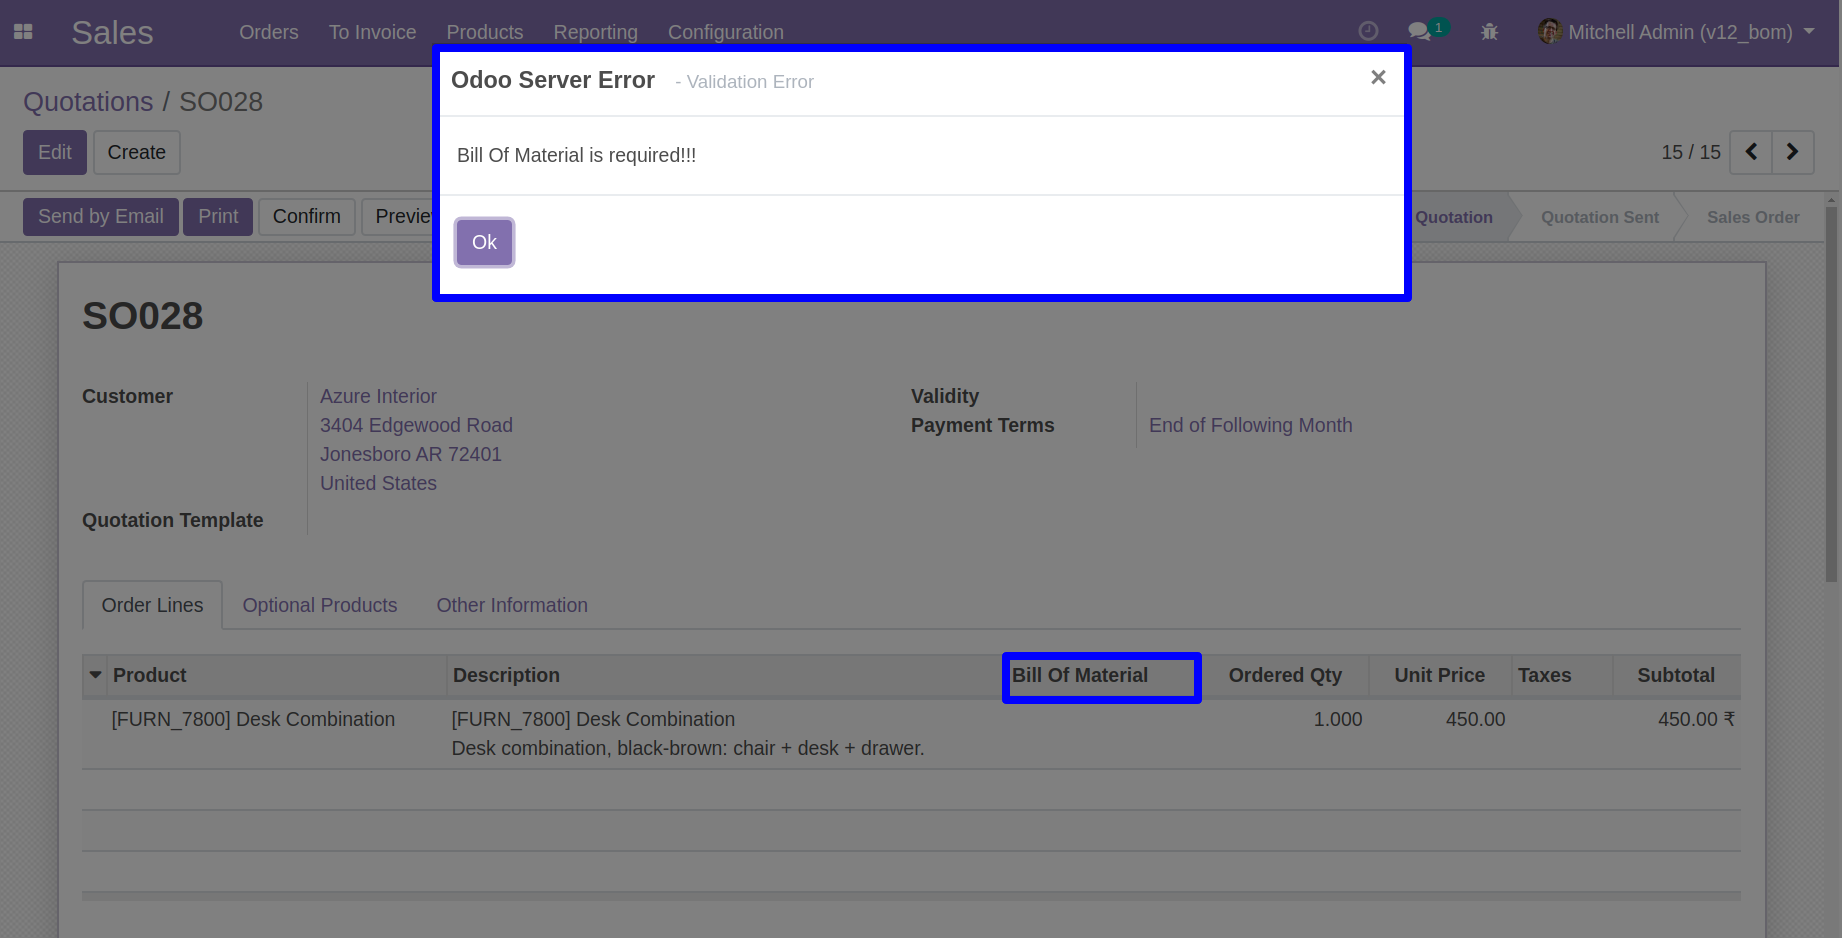 Sales Orders To Invoice Products Reporting Configuration 1 Mitchell Admin (v12_bom)
Odoo Server Error - Validation Error ×
Quotations / SO028
Edit Create 15 / 15
Bill Of Material is required!!!
Send by Email Print Confirm Quotation Quotation Sent Sales Order
Ok
SO028
Customer Azure Interior Validity
3404 Edgewood Road Payment Terms End of Following Month
Jonesboro AR 72401
United States
Quotation Template
Order Lines Optional Products Other Information
Product Description Bill Of Material Ordered Qty Unit Price Taxes Subtotal
[FURN_7800] Desk Combination [FURN_7800] Desk Combination 1.000 450.00 450.00 ₹
Desk combination, black-brown: chair + desk + drawer.